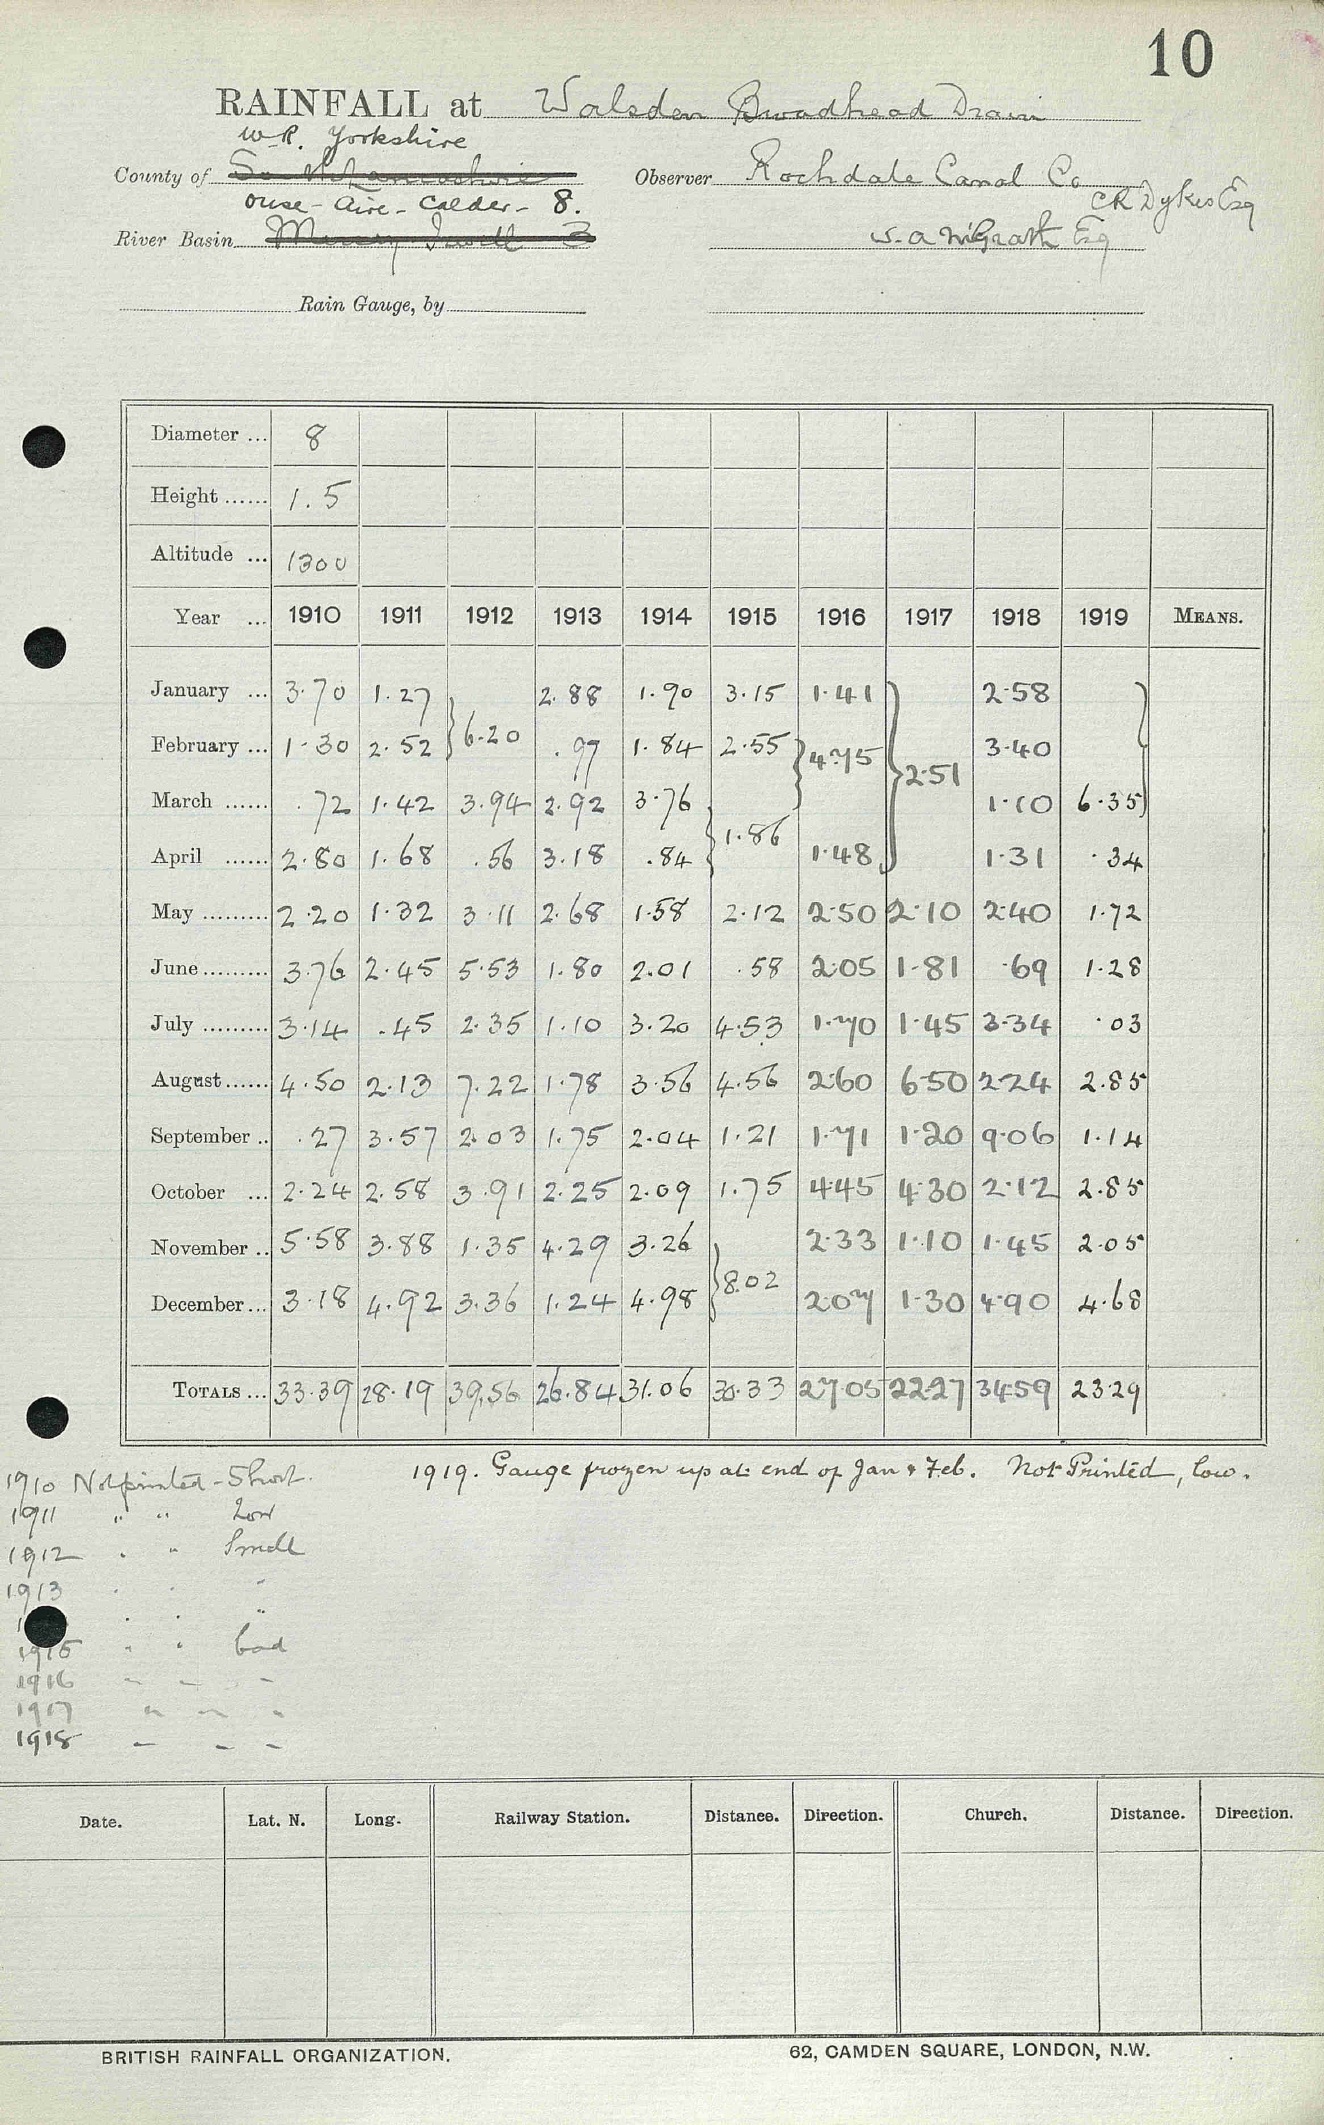 10
RAINFALL at Walsden Broadhead Drain
W.R. Yorkshire
County of So. Lancashire Observer Rochdale Canal Co
C R Dykes Esq
Ouse - Aire - Calder - 8.
River Basin Mersey Irwell 3 W. A. McGrath Esq
Rain Gauge, by
Diameter ... 8
Height ...... 1.5
Altitude ... 1300
Year ... 1910 1911 1912 1913 1914 1915 1916 1917 1918 1919 MEANS.
January ... 3.70 1.27 2.88 1.90 3.15 1.41 2.58
February ... 1.30 2.52 } 6.20 .97 1.84 2.55 } 4.75 } 2.51 3.40 }
March ...... .72 1.42 3.94 2.92 3.76 1.10 6.35
April ...... 2.80 1.68 .56 3.18 .84 } 1.86 1.48 1.31 .34
May ......... 2.20 1.32 3.11 2.68 1.58 2.12 2.50 2.10 2.40 1.72
June ......... 3.76 2.45 5.53 1.80 2.01 .58 2.05 1.81 .69 1.28
July ......... 3.14 .45 2.35 1.10 3.20 4.53 1.70 1.45 3.34 .03
August ...... 4.50 2.13 7.22 1.78 3.56 4.56 2.60 6.50 2.24 2.85
September .. .27 3.57 2.03 1.75 2.04 1.21 1.71 1.20 9.06 1.14
October ... 2.24 2.58 3.91 2.25 2.09 1.75 4.45 4.30 2.12 2.85
November .. 5.58 3.88 1.35 4.29 3.26 2.33 1.10 1.45 2.05
December ... 3.18 4.92 3.36 1.24 4.98 } 8.02 2.07 1.30 4.90 4.68
TOTALS ... 33.39 28.19 39.56 26.84 31.06 30.33 27.05 22.27 34.59 23.29
1919. Gauge frozen up at end of Jan & Feb. Not Printed, low.
1910 Not printed - Short.
1911 " " Low
1912 " " Small
1913 " " "
" " "
1915 " " bad
1916 " " "
1917 " " "
1918 " " "
Date. Lat. N. Long. Railway Station. Distance. Direction. Church. Distance. Direction.
BRITISH RAINFALL ORGANIZATION. 62, CAMDEN SQUARE, LONDON, N.W.